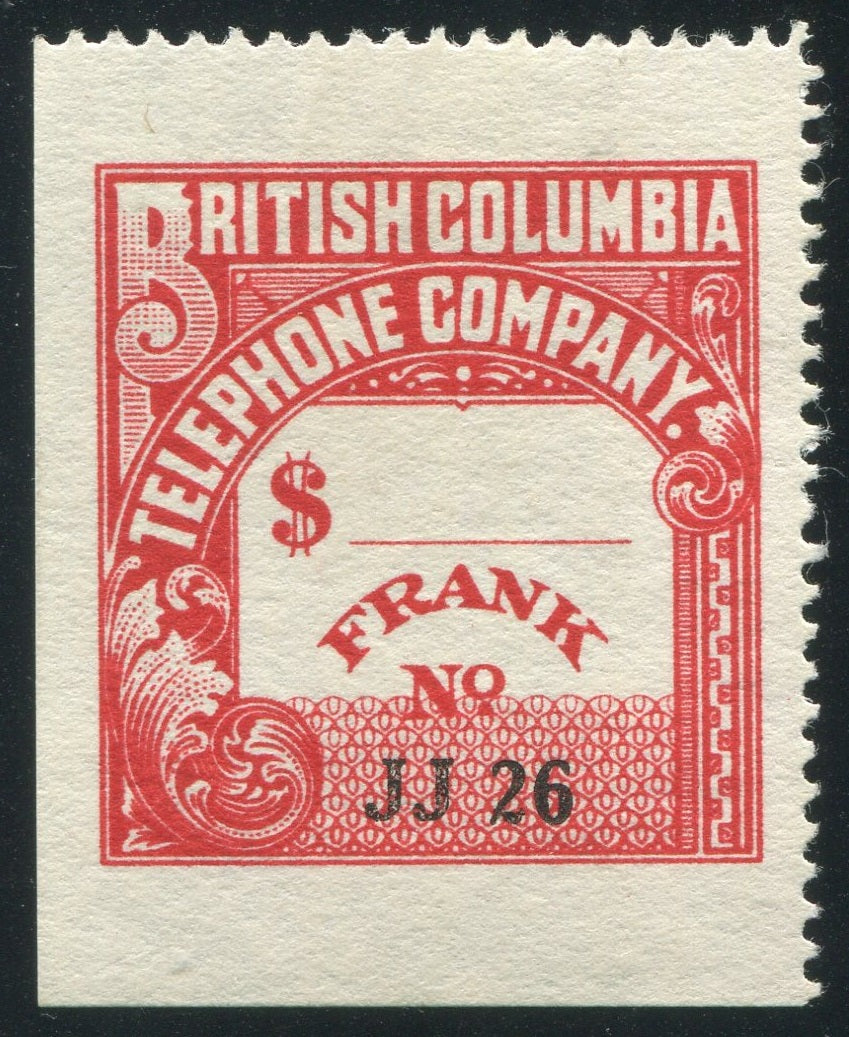 BRITISH COLUMBIA
TELEPHONE COMPANY.
$
FRANK
No
JJ 26